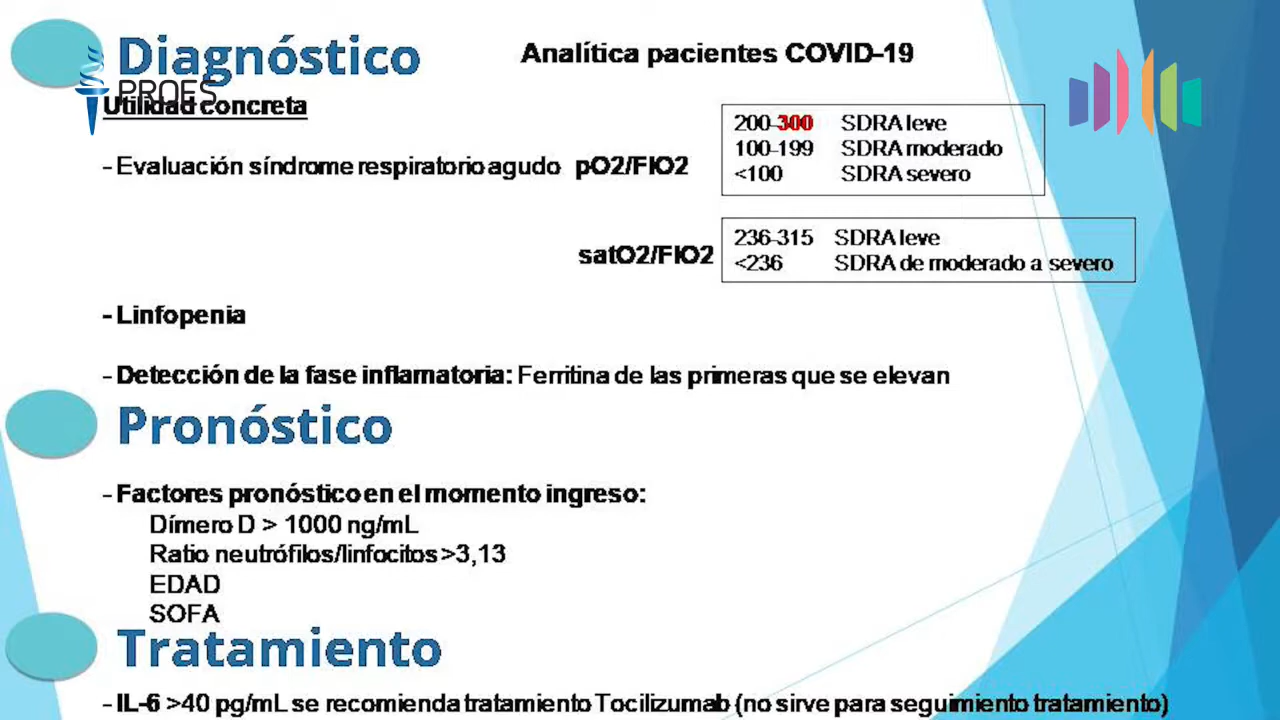 Diagnóstico
Analítica pacientes COVID-19
PROES
Utilidad concreta
- Evaluación síndrome respiratorio agudo pO2/FIO2
200-300 SDRA leve
100-199 SDRA moderado
<100 SDRA severo
satO2/FIO2
236-315 SDRA leve
<236 SDRA de moderado a severo
- Linfopenia
- Detección de la fase inflamatoria: Ferritina de las primeras que se elevan
Pronóstico
- Factores pronóstico en el momento ingreso:
Dímero D > 1000 ng/mL
Ratio neutrófilos/linfocitos >3,13
EDAD
SOFA
Tratamiento
- IL-6 >40 pg/mL se recomienda tratamiento Tocilizumab (no sirve para seguimiento tratamiento)